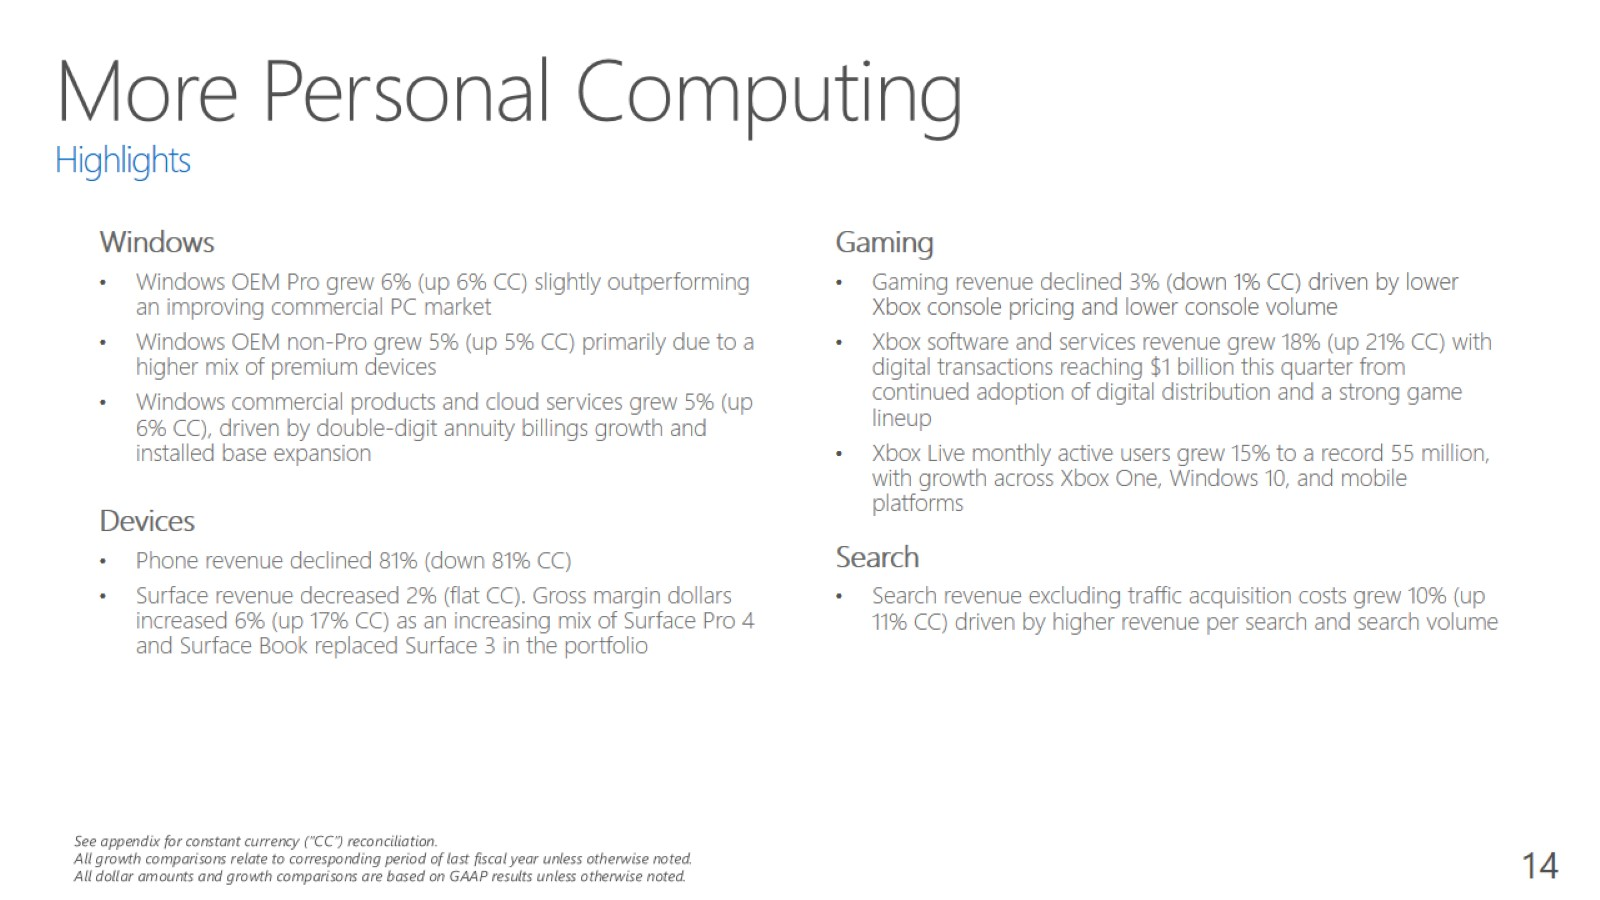 More Personal Computing
Highlights
Windows
• Windows OEM Pro grew 6% (up 6% CC) slightly outperforming
an improving commercial PC market
• Windows OEM non-Pro grew 5% (up 5% CC) primarily due to a
higher mix of premium devices
• Windows commercial products and cloud services grew 5% (up
6% CC), driven by double-digit annuity billings growth and
installed base expansion
Devices
• Phone revenue declined 81% (down 81% CC)
• Surface revenue decreased 2% (flat CC). Gross margin dollars
increased 6% (up 17% CC) as an increasing mix of Surface Pro 4
and Surface Book replaced Surface 3 in the portfolio
Gaming
• Gaming revenue declined 3% (down 1% CC) driven by lower
Xbox console pricing and lower console volume
• Xbox software and services revenue grew 18% (up 21% CC) with
digital transactions reaching $1 billion this quarter from
continued adoption of digital distribution and a strong game
lineup
• Xbox Live monthly active users grew 15% to a record 55 million,
with growth across Xbox One, Windows 10, and mobile
platforms
Search
• Search revenue excluding traffic acquisition costs grew 10% (up
11% CC) driven by higher revenue per search and search volume
See appendix for constant currency ("CC") reconciliation.
All growth comparisons relate to corresponding period of last fiscal year unless otherwise noted.
All dollar amounts and growth comparisons are based on GAAP results unless otherwise noted.
14